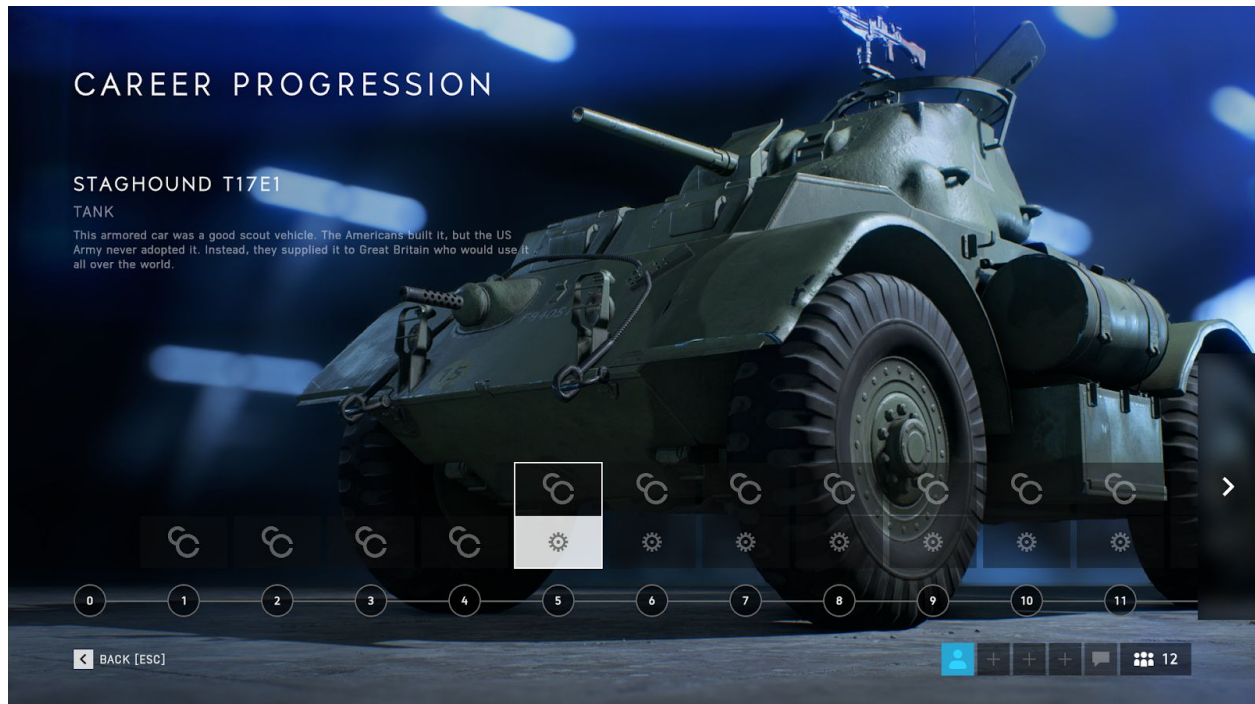 CAREER PROGRESSION
STAGHOUND T17E1
TANK
This armored car was a good scout vehicle. The Americans built it, but the US
Army never adopted it. Instead, they supplied it to Great Britain who would use it
all over the world.
15
0 1 2 3 4 5 6 7 8 9 10 11
BACK [ESC]
12